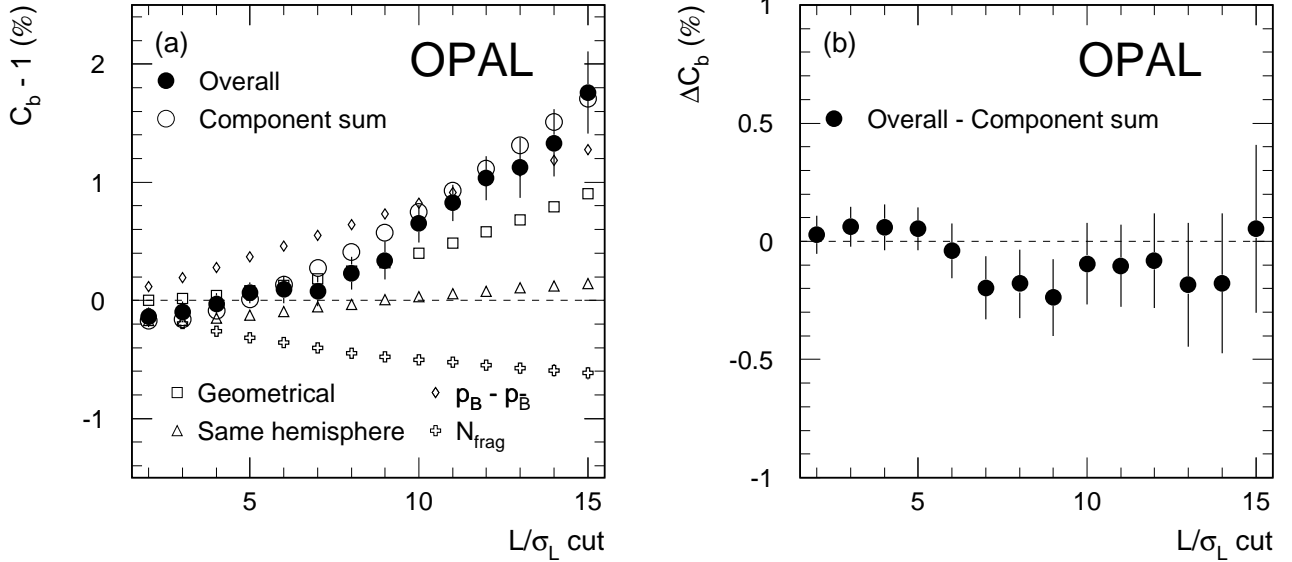 (a)
OPAL
C_b - 1 (%)
Overall
Component sum
2
1
0
-1
Geometrical
p_B - p_B̄
Same hemisphere
N_frag
5
10
15
L/σ_L cut
(b)
OPAL
ΔC_b (%)
Overall - Component sum
1
0.5
0
-0.5
-1
5
10
15
L/σ_L cut